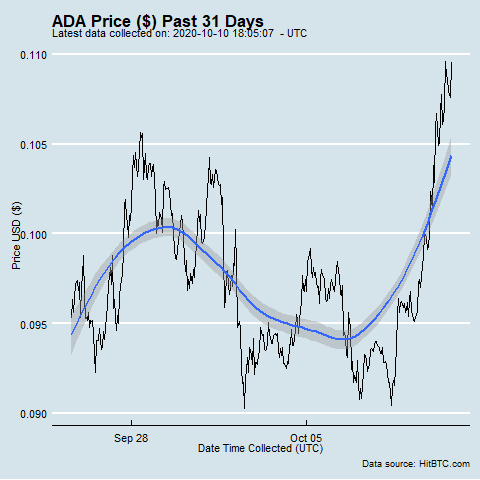 ADA Price ($) Past 31 Days
Latest data collected on: 2020-10-10 18:05:07 - UTC
0.110
0.105
0.100
0.095
0.090
Price USD ($)
Sep 28
Oct 05
Date Time Collected (UTC)
Data source: HitBTC.com